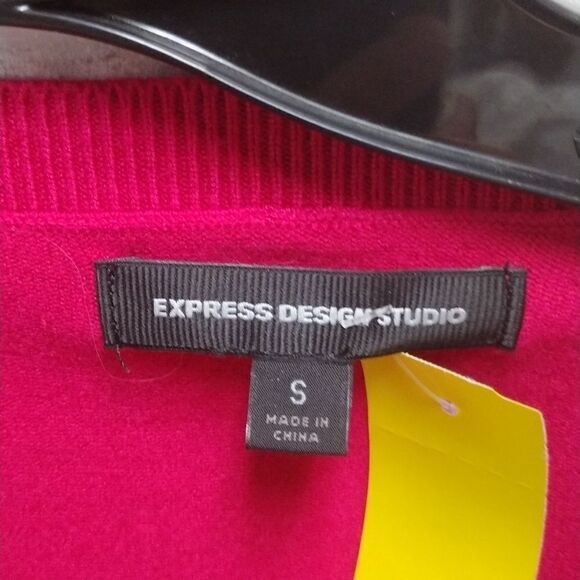 EXPRESS DESIGN STUDIO
S
MADE IN
CHINA